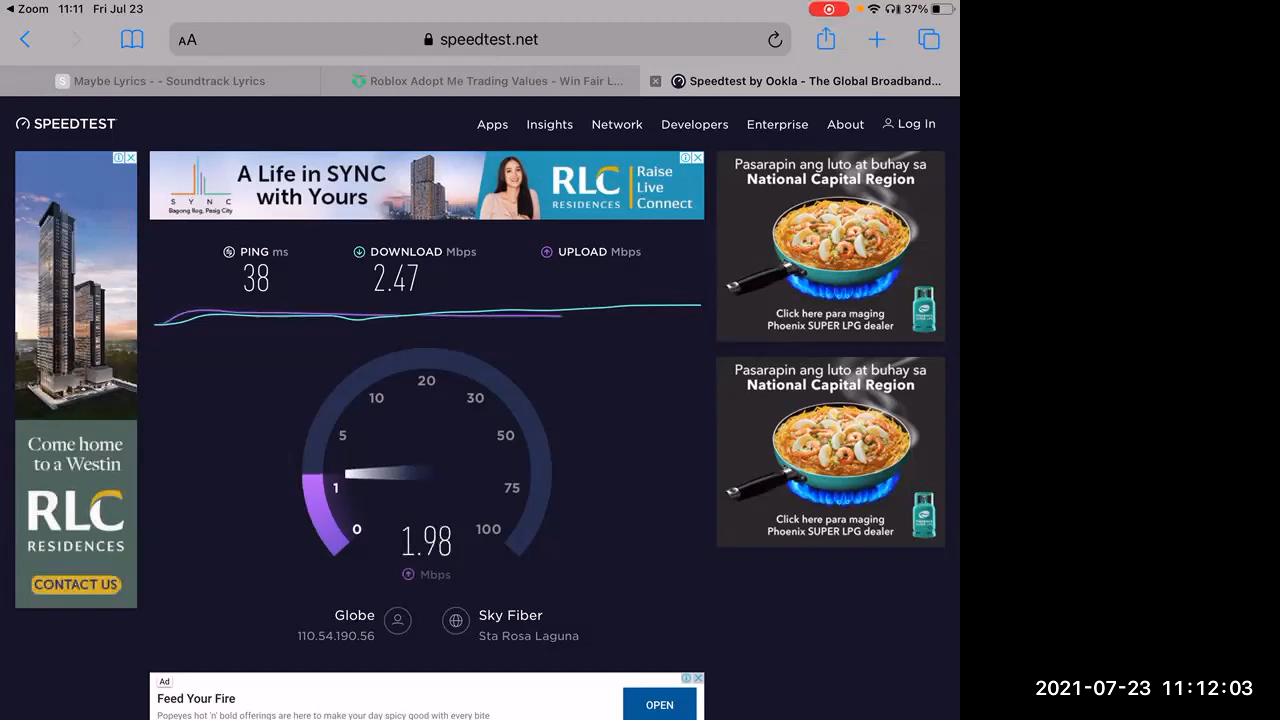 Zoom 11:11 Fri Jul 23 37%
AA speedtest.net
S Maybe Lyrics - - Soundtrack Lyrics
Roblox Adopt Me Trading Values - Win Fair L...
Speedtest by Ookla - The Global Broadband...
SPEEDTEST
Apps Insights Network Developers Enterprise About Log In
A Life in SYNC
with Yours
SYNC
Bagong Ilog, Pasig City
RLC
RESIDENCES
Raise
Live
Connect
Pasarapin ang luto at buhay sa
National Capital Region
Click here para maging
Phoenix SUPER LPG dealer
PING ms
38
DOWNLOAD Mbps
2.47
UPLOAD Mbps
0
1
5
10
20
30
50
75
100
1.98
Mbps
Come home
to a Westin
RLC
RESIDENCES
CONTACT US
Pasarapin ang luto at buhay sa
National Capital Region
Click here para maging
Phoenix SUPER LPG dealer
Globe
110.54.190.56
Sky Fiber
Sta Rosa Laguna
Ad
Feed Your Fire
Popeyes hot 'n' bold offerings are here to make your day spicy good with every bite
OPEN
2021-07-23 11:12:03